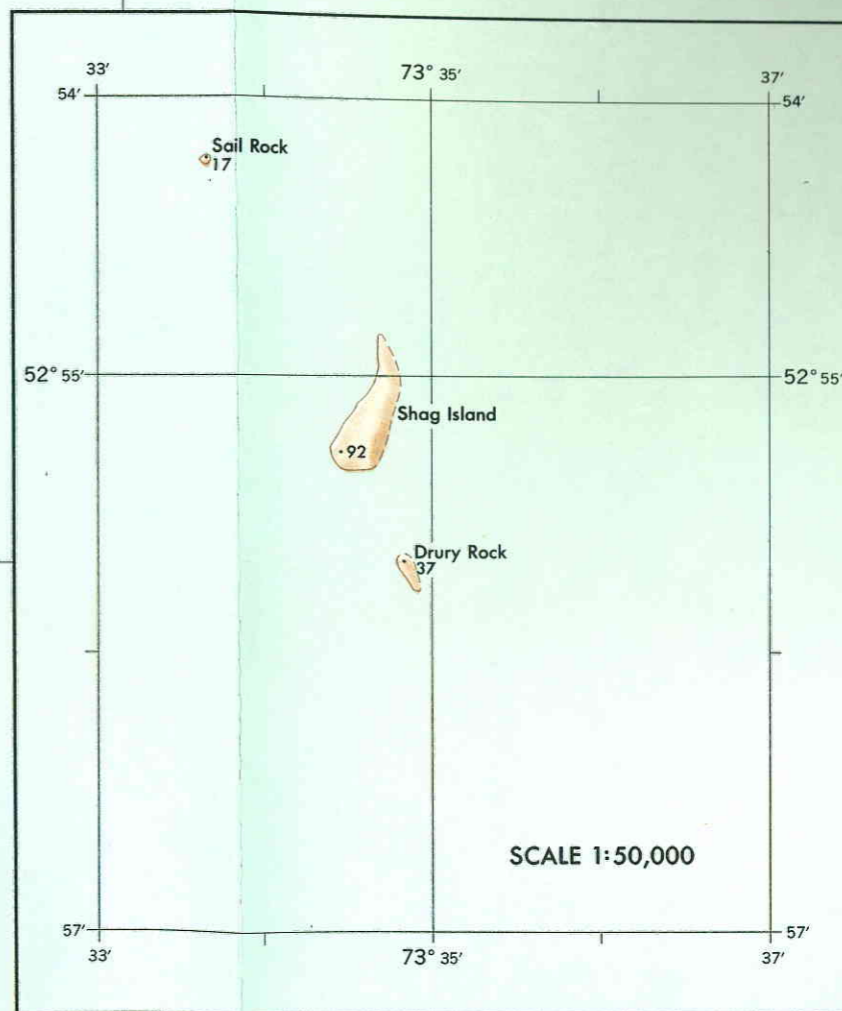 33′ 73° 35′ 37′
54′ 54′
Sail Rock
17
52° 55′ 52° 55′
Shag Island
92
Drury Rock
37
SCALE 1:50,000
57′ 57′
33′ 73° 35′ 37′